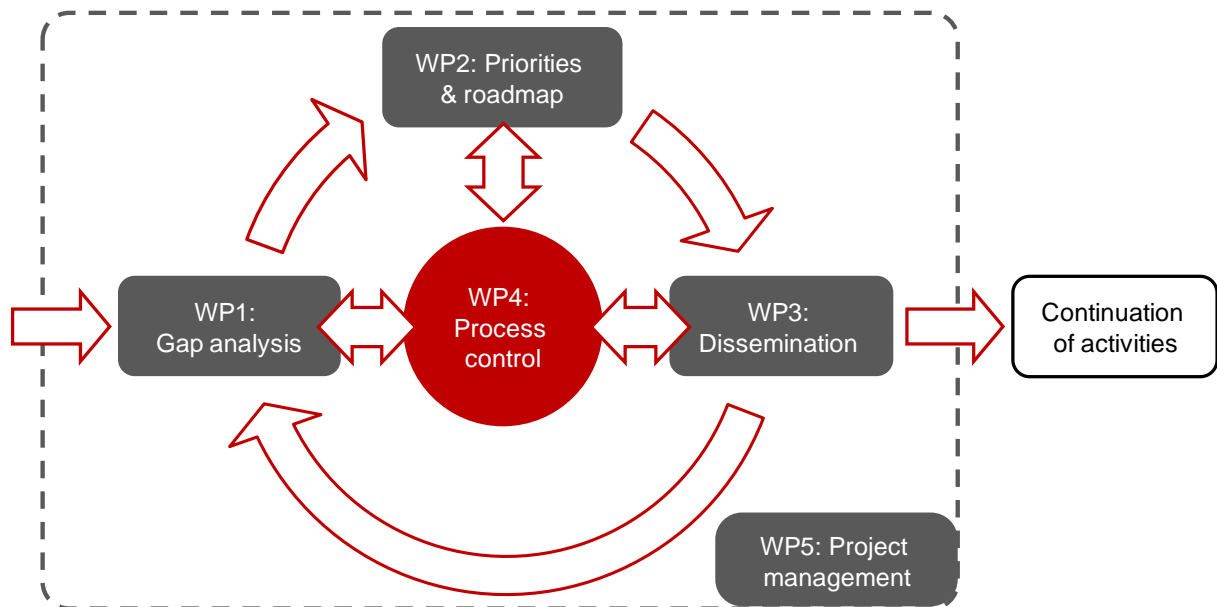 WP2: Priorities
& roadmap
WP1:
Gap analysis
WP4:
Process
control
WP3:
Dissemination
Continuation
of activities
WP5: Project
management